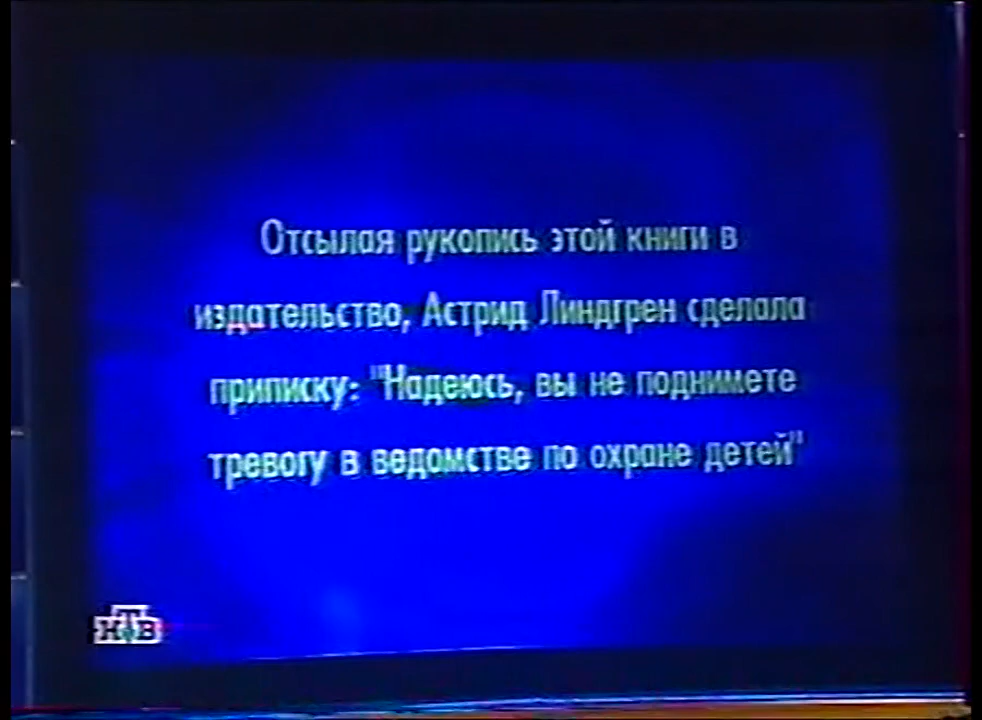 Отсылая рукопись этой книги в
издательство, Астрид Линдгрен сделала
приписку: "Надеюсь, вы не поднимете
тревогу в ведомстве по охране детей"
НТВ